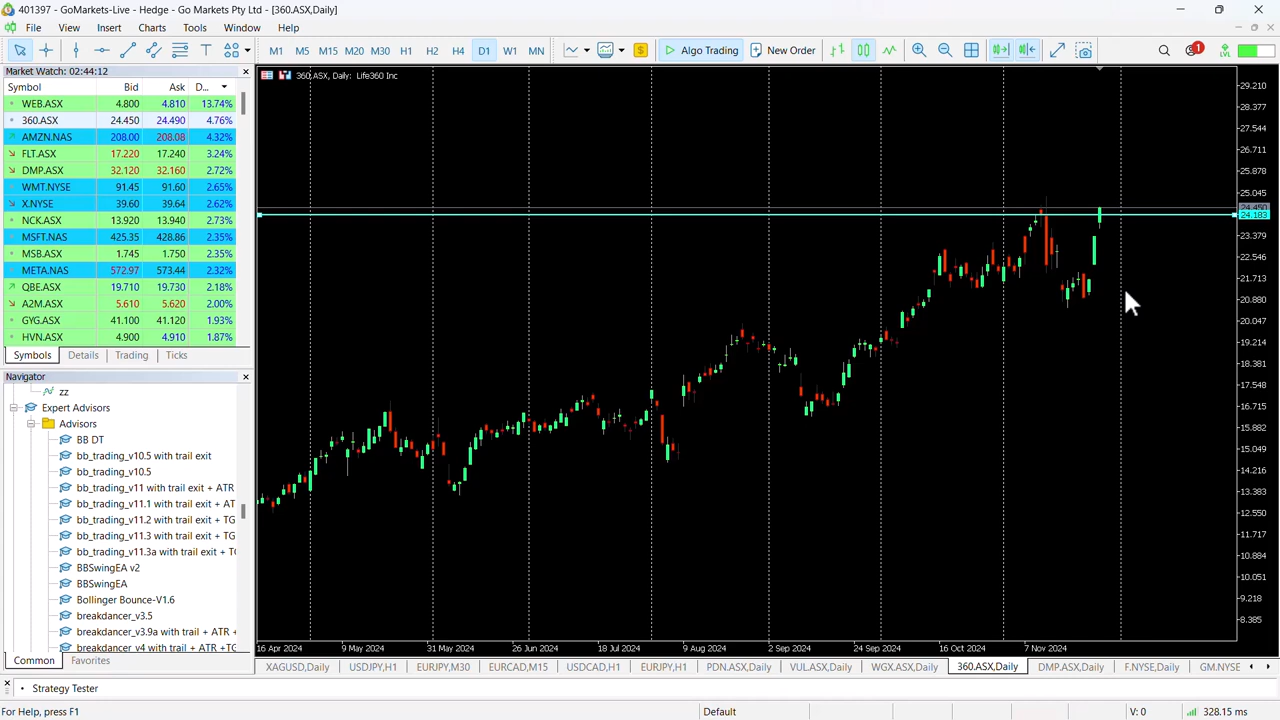 401397 - GoMarkets-Live - Hedge - Go Markets Pty Ltd - [360.ASX,Daily]
File View Insert Charts Tools Window Help
M1 M5 M15 M20 M30 H1 H2 H4 D1 W1 MN $ Algo Trading New Order 1 LVL
Market Watch: 02:44:12
Symbol Bid Ask D...
WEB.ASX 4.800 4.810 13.74%
360.ASX 24.450 24.490 4.76%
AMZN.NAS 208.00 208.08 4.32%
FLT.ASX 17.220 17.240 3.24%
DMP.ASX 32.120 32.160 2.72%
WMT.NYSE 91.45 91.60 2.65%
X.NYSE 39.60 39.64 2.62%
NCK.ASX 13.920 13.940 2.73%
MSFT.NAS 425.35 428.86 2.35%
MSB.ASX 1.745 1.750 2.35%
META.NAS 572.97 573.44 2.32%
QBE.ASX 19.710 19.730 2.18%
A2M.ASX 5.610 5.620 2.00%
GYG.ASX 41.100 41.120 1.93%
HVN.ASX 4.900 4.910 1.87%
Symbols Details Trading Ticks
Navigator
zz
Expert Advisors
Advisors
BB DT
bb_trading_v10.5 with trail exit
bb_trading_v10.5
bb_trading_v11 with trail exit + ATR
bb_trading_v11.1 with trail exit + AT
bb_trading_v11.2 with trail exit + TG
bb_trading_v11.3 with trail exit + TG
bb_trading_v11.3a with trail exit + TG
BBSwingEA v2
BBSwingEA
Bollinger Bounce-V1.6
breakdancer_v3.5
breakdancer_v3.9a with trail + ATR +
breakdancer_v4 with trail + ATR +TG
Common Favorites
360.ASX, Daily: Life360 Inc
29.210
28.377
27.544
26.711
25.878
25.045
24.450
24.183
23.379
22.546
21.713
20.880
20.047
19.214
18.381
17.548
16.715
15.882
15.049
14.216
13.383
12.550
11.717
10.884
10.051
9.218
8.385
16 Apr 2024 9 May 2024 31 May 2024 26 Jun 2024 18 Jul 2024 9 Aug 2024 2 Sep 2024 24 Sep 2024 16 Oct 2024 7 Nov 2024
XAGUSD,Daily USDJPY,H1 EURJPY,M30 EURCAD,M15 USDCAD,H1 EURJPY,H1 PDN.ASX,Daily VUL.ASX,Daily WGX.ASX,Daily 360.ASX,Daily DMP.ASX,Daily F.NYSE,Daily GM.NYSE
Strategy Tester
For Help, press F1 Default V: 0 328.15 ms